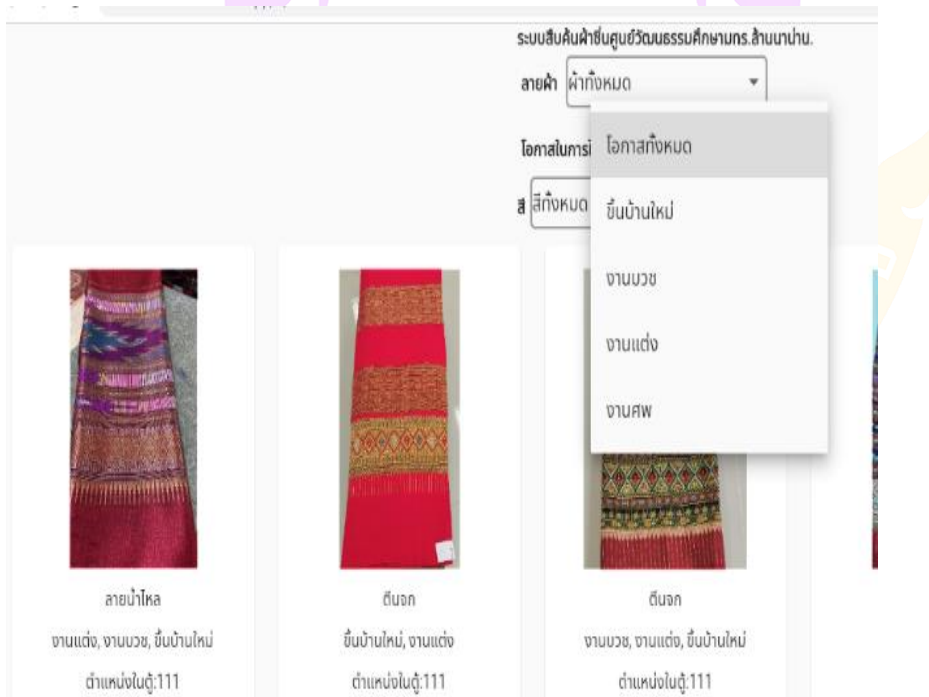 ระบบสืบค้นผ้าซิ่นศูนย์วัฒนธรรมศึกษามทร.ล้านนาน่าน.
ลายผ้า ผ้าทั้งหมด
โอกาสในการ
สี สีทั้งหมด
โอกาสทั้งหมด
ขึ้นบ้านใหม่
งานบวช
งานแต่ง
งานศพ
ลายน้ำไหล
งานแต่ง, งานบวช, ขึ้นบ้านใหม่
ตำแหน่งในตู้:111
ตีนจก
ขึ้นบ้านใหม่, งานแต่ง
ตำแหน่งในตู้:111
ตีนจก
งานบวช, งานแต่ง, ขึ้นบ้านใหม่
ตำแหน่งในตู้:111